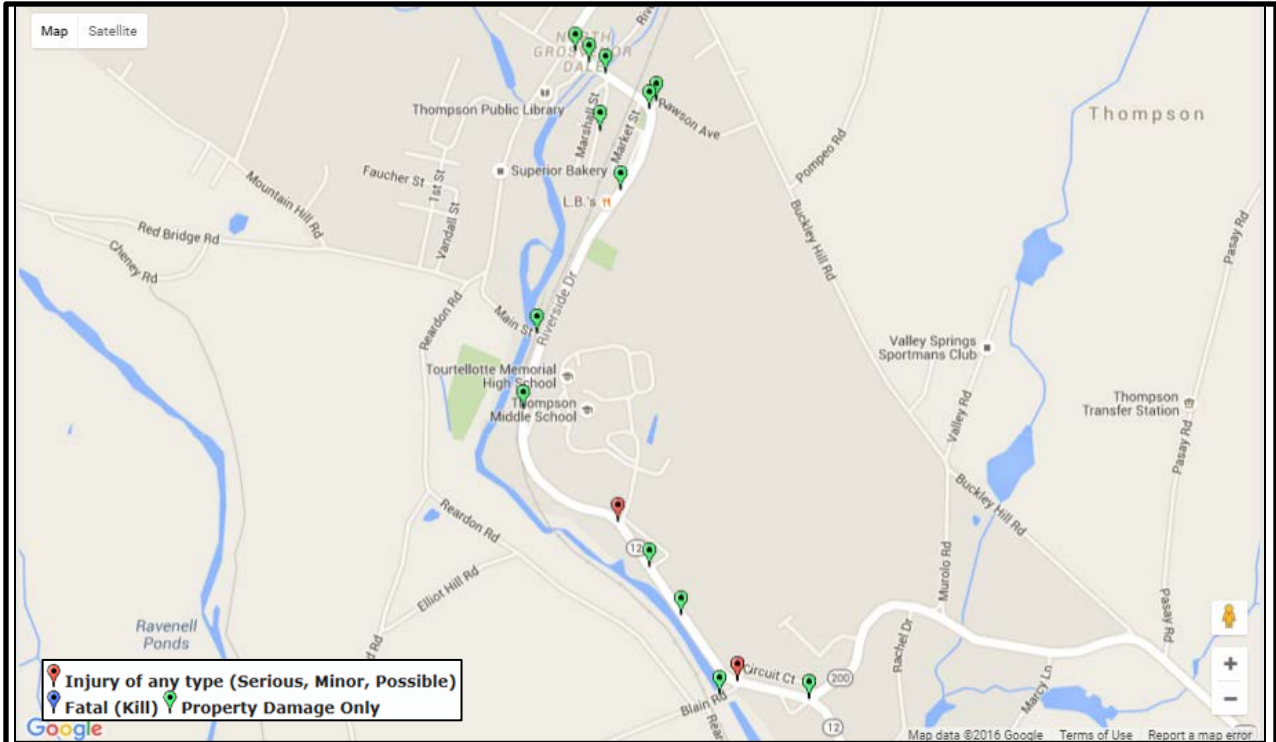 Map Satellite
NORTH
GROSVENOR
DALE
Thompson Public Library
Marshall St
Market St
Rawson Ave
Thompson
Pompeo Rd
Superior Bakery
L.B.'s
Faucher St
1st St
Vandall St
Mountain Hill Rd
Red Bridge Rd
Cheney Rd
Buckley Hill Rd
Pasay Rd
Riverside Dr
Main St
Reardon Rd
Tourtellotte Memorial
High School
Thompson
Middle School
Valley Springs
Sportmans Club
Valley Rd
Thompson
Transfer Station
Pasay Rd
Buckley Hill Rd
Reardon Rd
12
Elliot Hill Rd
Murolo Rd
Pasay Rd
Ravenell
Ponds
d Rd
Rachel Dr
Circuit Ct
200
Marcy Ln
Blain Rd
12
Injury of any type (Serious, Minor, Possible)
Fatal (Kill) Property Damage Only
+
−
Google
Map data ©2016 Google Terms of Use Report a map error